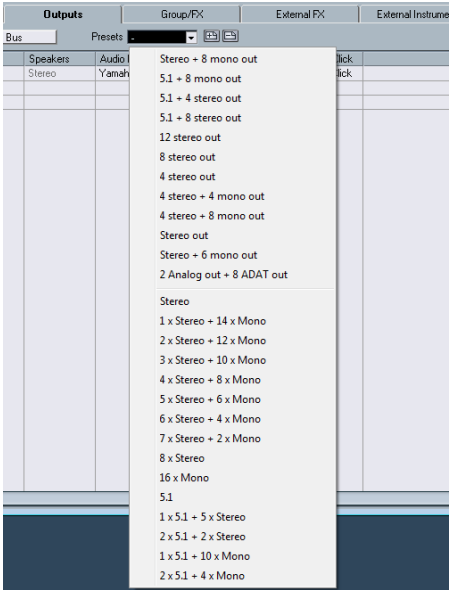 Outputs Group/FX External FX External Instrume
Bus Presets -
Speakers Audio Click
Stereo Yamah Click
Stereo + 8 mono out
5.1 + 8 mono out
5.1 + 4 stereo out
5.1 + 8 stereo out
12 stereo out
8 stereo out
4 stereo out
4 stereo + 4 mono out
4 stereo + 8 mono out
Stereo out
Stereo + 6 mono out
2 Analog out + 8 ADAT out
Stereo
1 x Stereo + 14 x Mono
2 x Stereo + 12 x Mono
3 x Stereo + 10 x Mono
4 x Stereo + 8 x Mono
5 x Stereo + 6 x Mono
6 x Stereo + 4 x Mono
7 x Stereo + 2 x Mono
8 x Stereo
16 x Mono
5.1
1 x 5.1 + 5 x Stereo
2 x 5.1 + 2 x Stereo
1 x 5.1 + 10 x Mono
2 x 5.1 + 4 x Mono